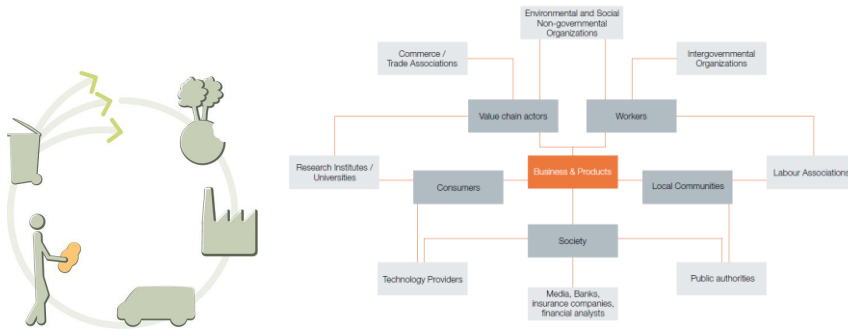 Environmental and Social
Non-governmental
Organizations
Commerce /
Trade Associations
Intergovernmental
Organizations
Value chain actors
Workers
Research Institutes /
Universities
Consumers
Business & Products
Local Communities
Labour Associations
Society
Technology Providers
Media, Banks,
insurance companies,
financial analysts
Public authorities